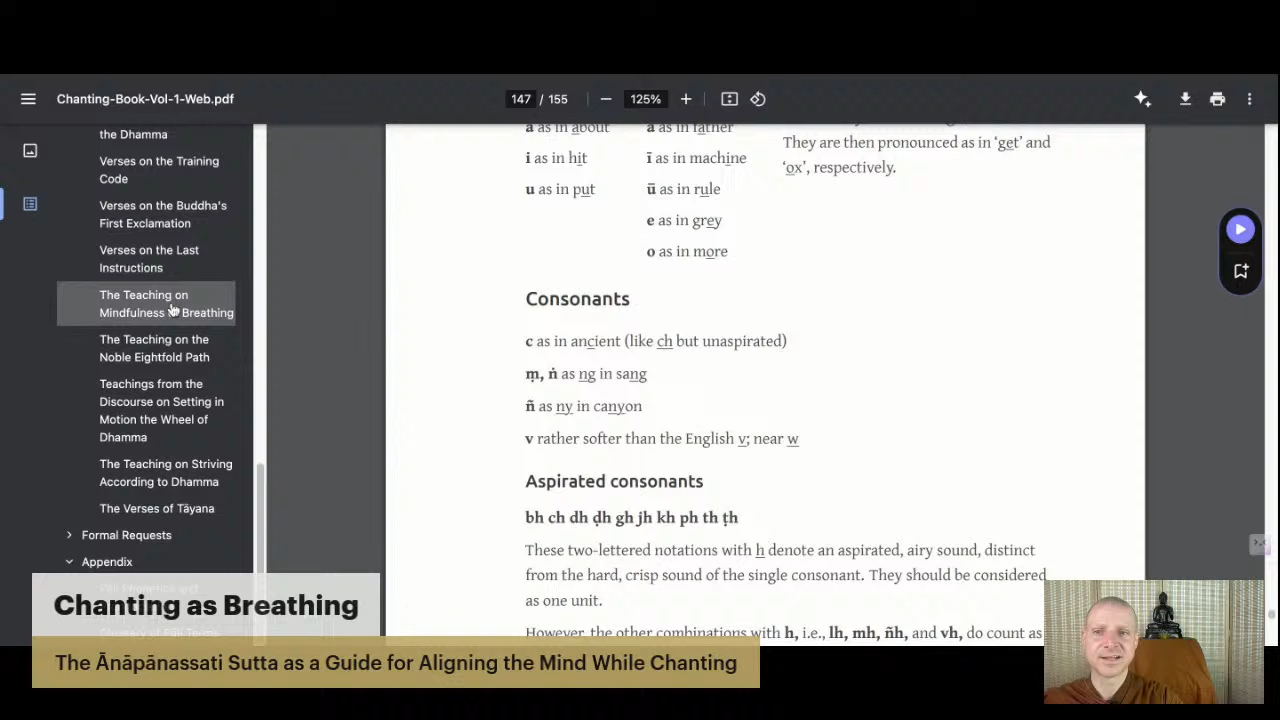 Chanting-Book-Vol-1-Web.pdf
147 / 155
125%
the Dhamma
Verses on the Training
Code
Verses on the Buddha's
First Exclamation
Verses on the Last
Instructions
The Teaching on
Mindfulness Breathing
The Teaching on the
Noble Eightfold Path
Teachings from the
Discourse on Setting in
Motion the Wheel of
Dhamma
The Teaching on Striving
According to Dhamma
The Verses of Tāyana
Formal Requests
Appendix
a as in about
ā as in father
They are then pronounced as in ‘get’ and
‘ox’, respectively.
i as in hit
ī as in machine
u as in put
ū as in rule
e as in grey
o as in more
Consonants
c as in ancient (like ch but unaspirated)
ṃ, ṅ as ng in sang
ñ as ny in canyon
v rather softer than the English v; near w
Aspirated consonants
bh ch dh ḍh gh jh kh ph th ṭh
These two-lettered notations with h denote an aspirated, airy sound, distinct
from the hard, crisp sound of the single consonant. They should be considered
as one unit.
However, the other combinations with h, i.e., lh, mh, ñh, and vh, do count as
Chanting as Breathing
The Ānāpānassati Sutta as a Guide for Aligning the Mind While Chanting